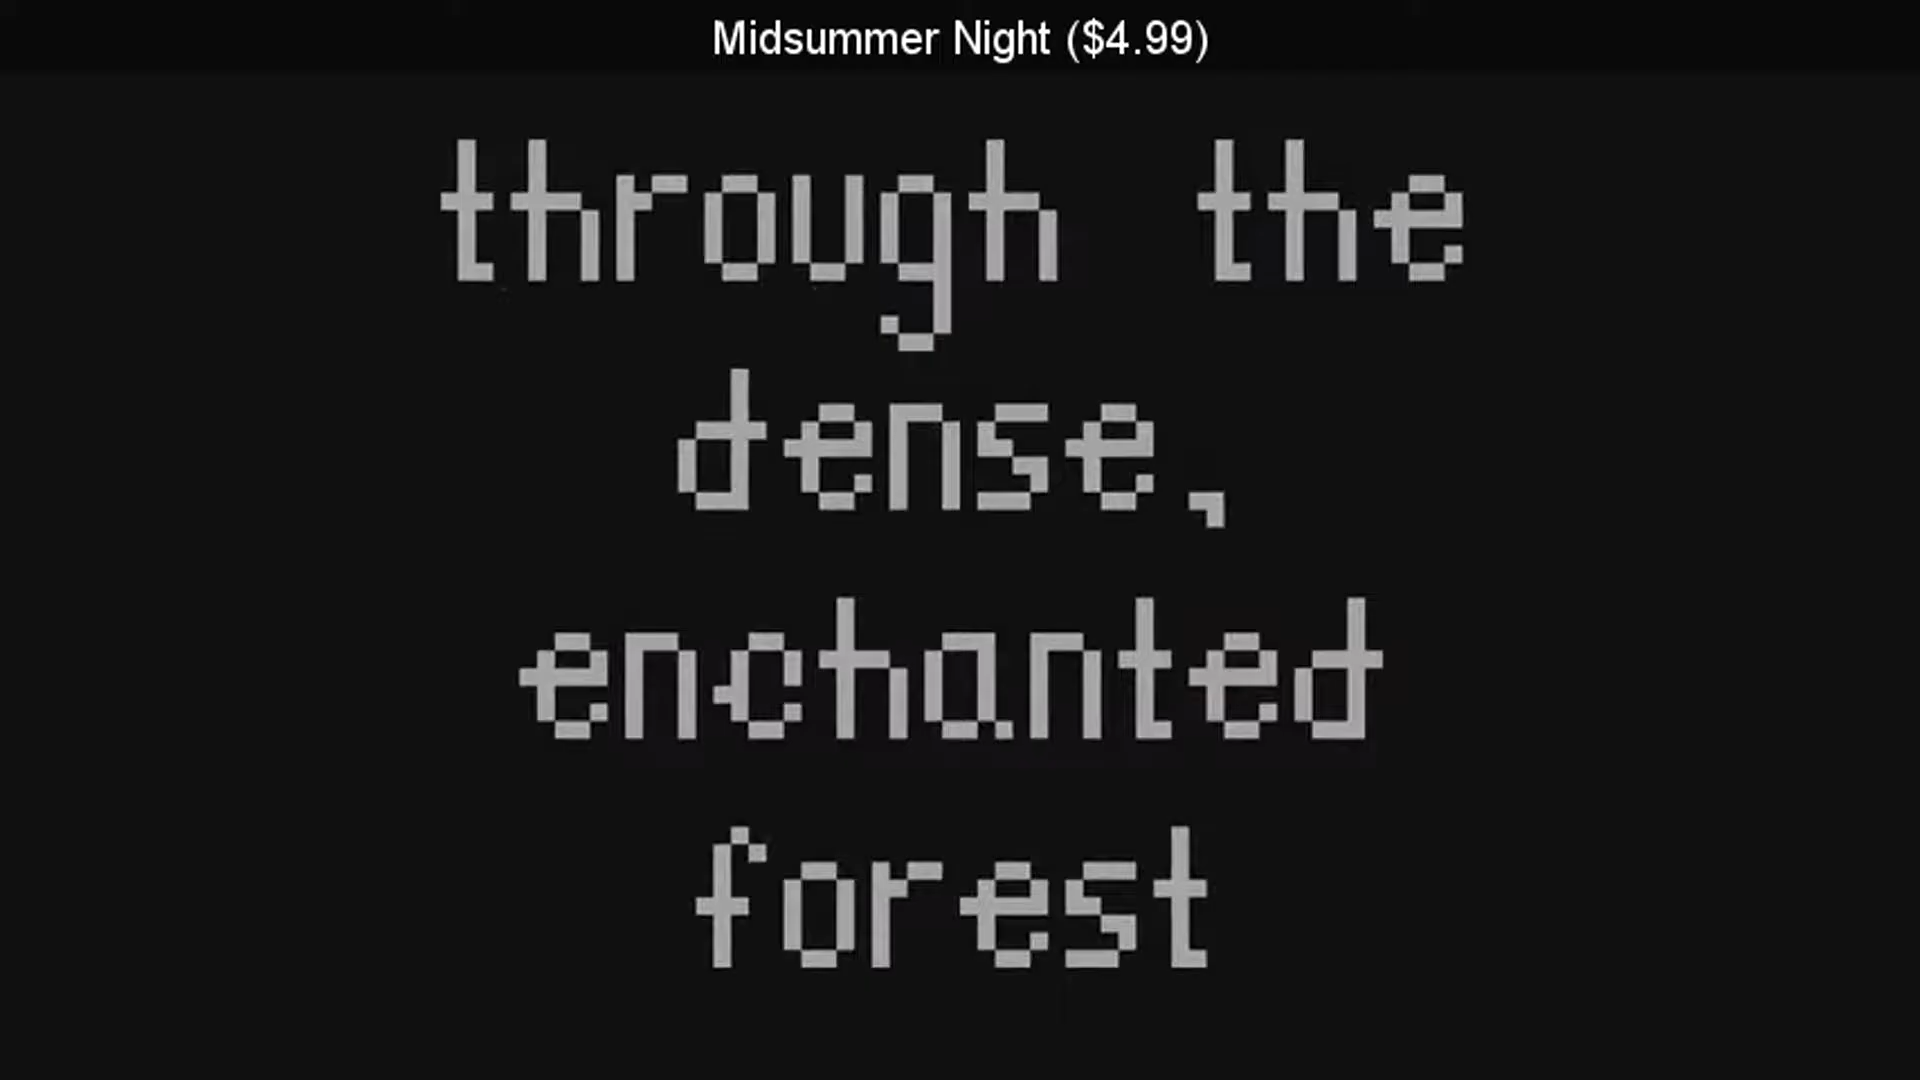 Midsummer Night ($4.99)
through the
dense,
enchanted
forest